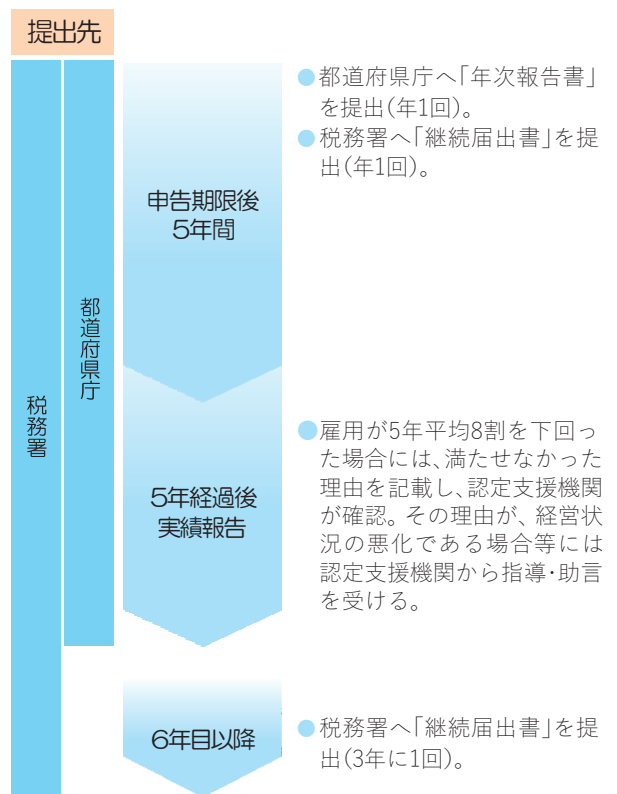 提出先
税務署
都道府県庁
申告期限後
5年間
●都道府県庁へ｢年次報告書｣
を提出(年1回)。
●税務署へ｢継続届出書｣を提
出(年1回)。
5年経過後
実績報告
●雇用が5年平均8割を下回っ
た場合には､満たせなかった
理由を記載し､認定支援機関
が確認。その理由が、経営状
況の悪化である場合等には
認定支援機関から指導･助言
を受ける。
6年目以降
●税務署へ｢継続届出書｣を提
出(3年に1回)。